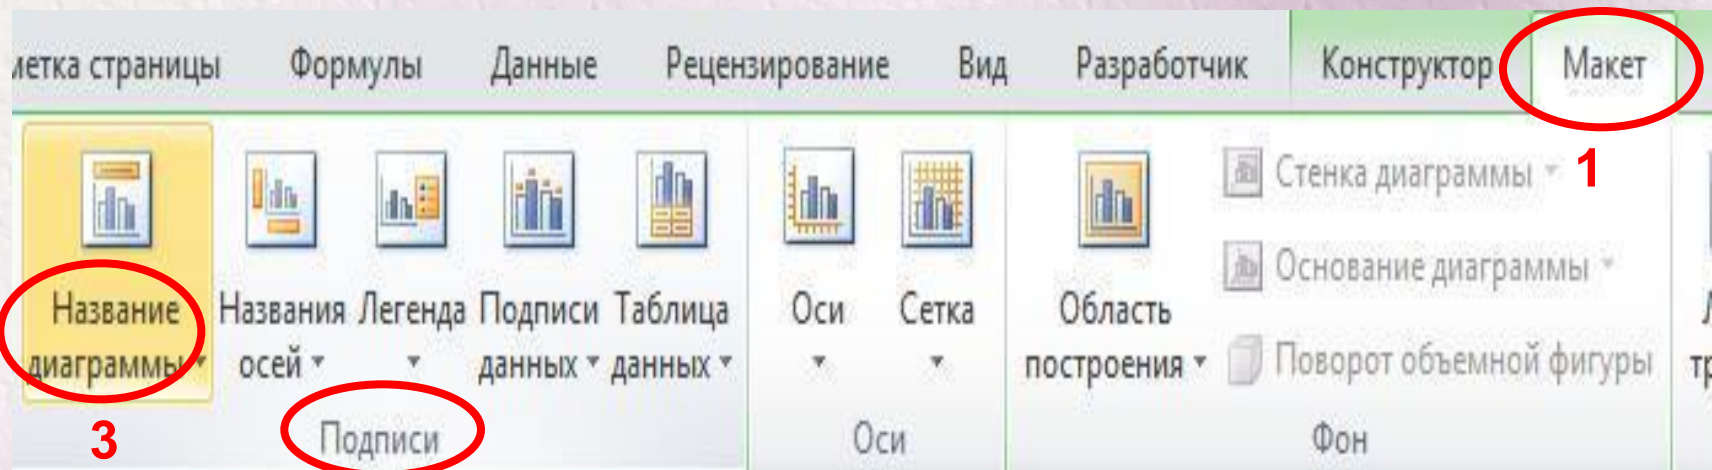 метка страницы Формулы Данные Рецензирование Вид Разработчик Конструктор Макет
1
Стенка диаграммы
Основание диаграммы
Поворот объемной фигуры
Название диаграммы
Названия осей
Легенда
Подписи данных
Таблица данных
Оси
Сетка
Область построения
3
Подписи Оси Фон